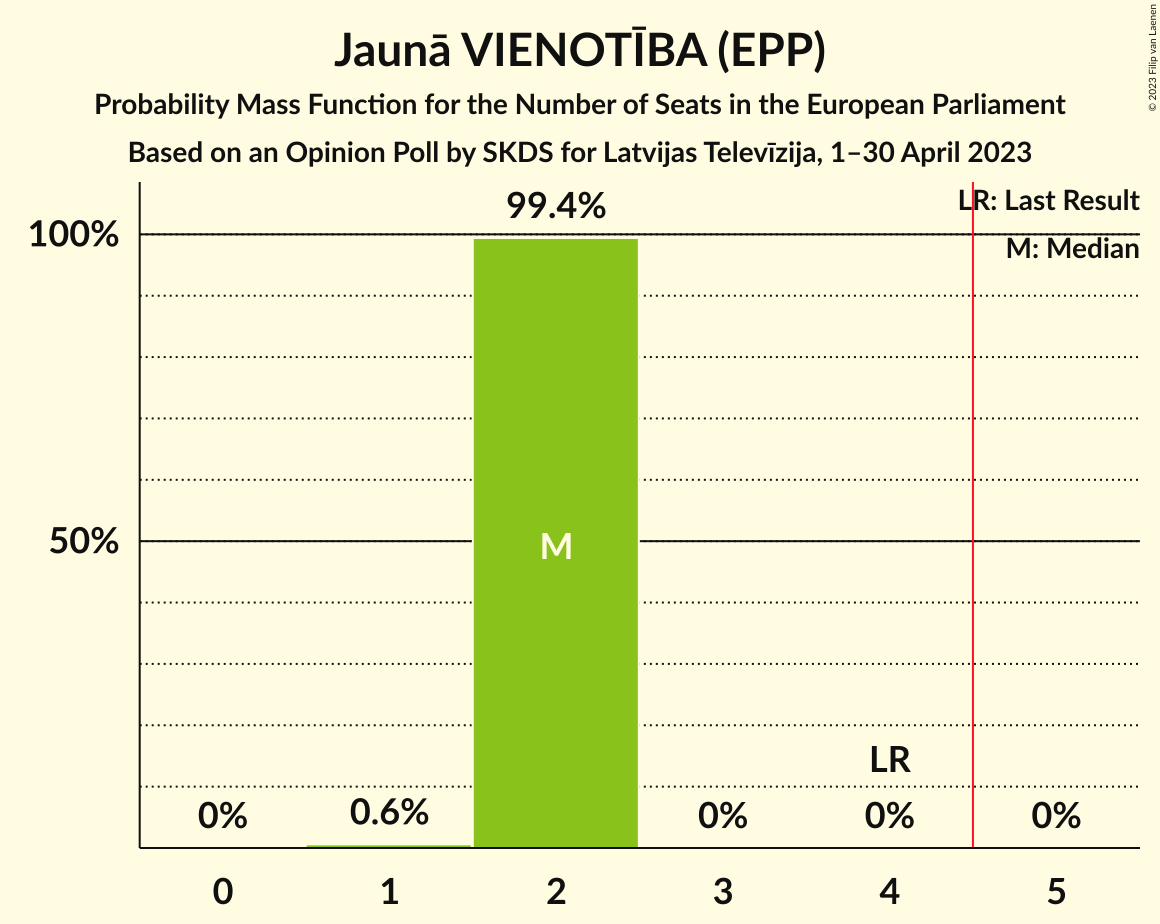 Jaunā VIENOTĪBA (EPP)
Probability Mass Function for the Number of Seats in the European Parliament
Based on an Opinion Poll by SKDS for Latvijas Televīzija, 1–30 April 2023
© 2023 Filip van Laenen
LR: Last Result
M: Median
99.4%
100%
50%
M
LR
0%
0.6%
0%
0%
0%
0 1 2 3 4 5